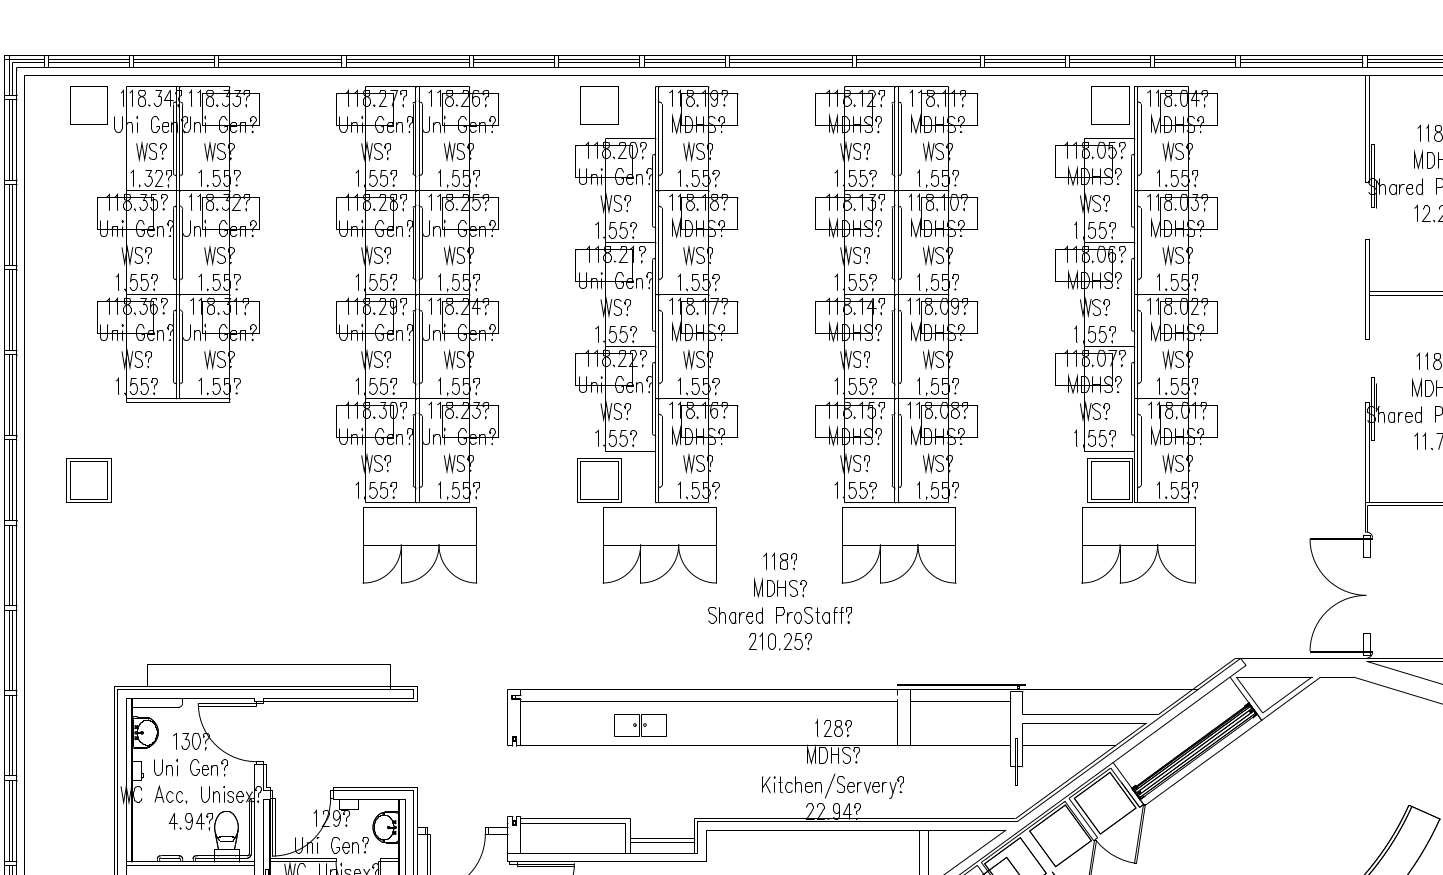 118.34?
Uni Gen?
WS?
1.32?
118.33?
Uni Gen?
WS?
1.55?
118.35?
Uni Gen?
WS?
1.55?
118.32?
Uni Gen?
WS?
1.55?
118.36?
Uni Gen?
WS?
1.55?
118.31?
Uni Gen?
WS?
1.55?
118.27?
Uni Gen?
WS?
1.55?
118.26?
Uni Gen?
WS?
1.55?
118.28?
Uni Gen?
WS?
1.55?
118.25?
Uni Gen?
WS?
1.55?
118.29?
Uni Gen?
WS?
1.55?
118.24?
Uni Gen?
WS?
1.55?
118.30?
Uni Gen?
WS?
1.55?
118.23?
Uni Gen?
WS?
1.55?
118.20?
Uni Gen?
WS?
1.55?
118.21?
Uni Gen?
WS?
1.55?
118.22?
Uni Gen?
WS?
1.55?
118.19?
MDHS?
WS?
1.55?
118.18?
MDHS?
WS?
1.55?
118.17?
MDHS?
WS?
1.55?
118.16?
MDHS?
WS?
1.55?
118.12?
MDHS?
WS?
1.55?
118.11?
MDHS?
WS?
1.55?
118.13?
MDHS?
WS?
1.55?
118.10?
MDHS?
WS?
1.55?
118.14?
MDHS?
WS?
1.55?
118.09?
MDHS?
WS?
1.55?
118.15?
MDHS?
WS?
1.55?
118.08?
MDHS?
WS?
1.55?
118.05?
MDHS?
WS?
1.55?
118.06?
MDHS?
WS?
1.55?
118.07?
MDHS?
WS?
1.55?
118.04?
MDHS?
WS?
1.55?
118.03?
MDHS?
WS?
1.55?
118.02?
MDHS?
WS?
1.55?
118.01?
MDHS?
WS?
1.55?
118
MDH
Shared P
12.2
118
MDH
Shared P
11.7
118?
MDHS?
Shared ProStaff?
210.25?
128?
MDHS?
Kitchen/Servery?
22.94?
130?
Uni Gen?
WC Acc, Unisex?
4.94?
129?
Uni Gen?
WC Unisex?